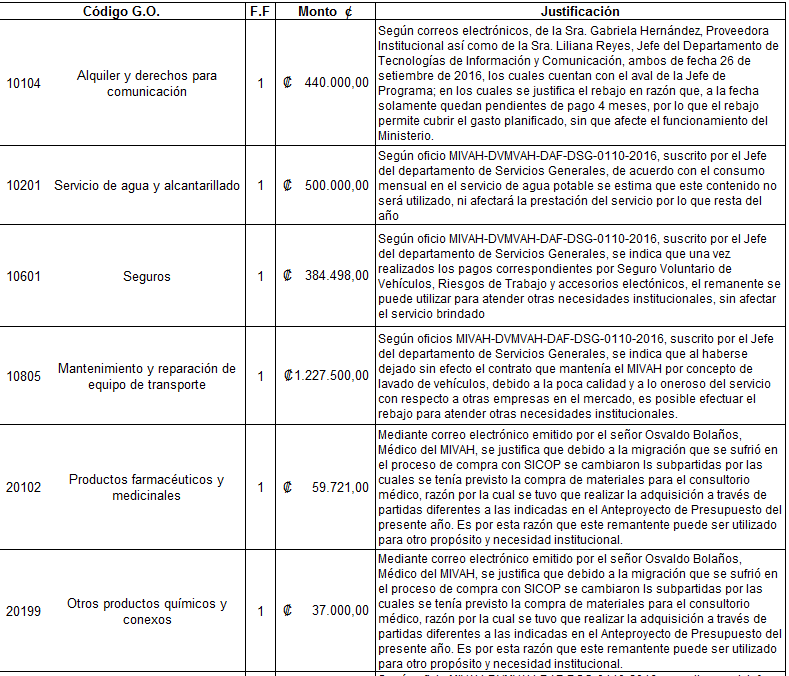 Código G.O. F.F Monto ¢ Justificación
10104 Alquiler y derechos para comunicación 1 ₡ 440.000,00
Según correos electrónicos, de la Sra. Gabriela Hernández, Proveedora
Institucional así como de la Sra. Liliana Reyes, Jefe del Departamento de
Tecnologías de Información y Comunicación, ambos de fecha 26 de
setiembre de 2016, los cuales cuentan con el aval de la Jefe de
Programa; en los cuales se justifica el rebajo en razón que, a la fecha
solamente quedan pendientes de pago 4 meses, por lo que el rebajo
permite cubrir el gasto planificado, sin que afecte el funcionamiento del
Ministerio.
10201 Servicio de agua y alcantarillado 1 ₡ 500.000,00
Según oficio MIVAH-DVMVAH-DAF-DSG-0110-2016, suscrito por el Jefe
del departamento de Servicios Generales, de acuerdo con el consumo
mensual en el servicio de agua potable se estima que este contenido no
será utilizado, ni afectará la prestación del servicio por lo que resta del
año
10601 Seguros 1 ₡ 384.498,00
Según oficio MIVAH-DVMVAH-DAF-DSG-0110-2016, suscrito por el Jefe
del departamento de Servicios Generales, se indica que una vez
realizados los pagos correspondientes por Seguro Voluntario de
Vehículos, Riesgos de Trabajo y accesorios electónicos, el remanente se
puede utilizar para atender otras necesidades institucionales, sin afectar
el servicio brindado
10805 Mantenimiento y reparación de equipo de transporte 1 ₡1.227.500,00
Según oficios MIVAH-DVMVAH-DAF-DSG-0110-2016, suscrito por el Jefe
del departamento de Servicios Generales, se indica que al haberse
dejado sin efecto el contrato que mantenía el MIVAH por concepto de
lavado de vehículos, debido a la poca calidad y a lo oneroso del servicio
con respecto a otras empresas en el mercado, es posible efectuar el
rebajo para atender otras necesidades institucionales.
20102 Productos farmacéuticos y medicinales 1 ₡ 59.721,00
Mediante correo electrónico emitido por el señor Osvaldo Bolaños,
Médico del MIVAH, se justifica que debido a la migración que se sufrió en
el proceso de compra con SICOP se cambiaron ls subpartidas por las
cuales se tenía previsto la compra de materiales para el consultorio
médico, razón por la cual se tuvo que realizar la adquisición a través de
partidas diferentes a las indicadas en el Anteproyecto de Presupuesto del
presente año. Es por esta razón que este remantente puede ser utilizado
para otro propósito y necesidad institucional.
20199 Otros productos químicos y conexos 1 ₡ 37.000,00
Mediante correo electrónico emitido por el señor Osvaldo Bolaños,
Médico del MIVAH, se justifica que debido a la migración que se sufrió en
el proceso de compra con SICOP se cambiaron ls subpartidas por las
cuales se tenía previsto la compra de materiales para el consultorio
médico, razón por la cual se tuvo que realizar la adquisición a través de
partidas diferentes a las indicadas en el Anteproyecto de Presupuesto del
presente año. Es por esta razón que este remantente puede ser utilizado
para otro propósito y necesidad institucional.